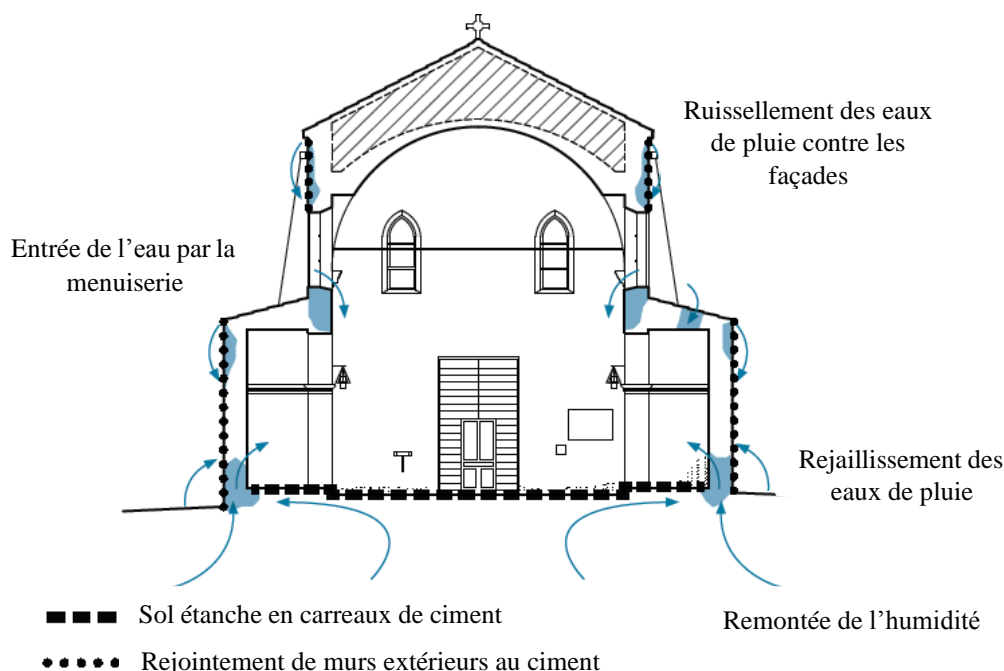 Ruissellement des eaux
de pluie contre les
façades
Entrée de l’eau par la
menuiserie
Rejaillissement des
eaux de pluie
Sol étanche en carreaux de ciment
Remontée de l’humidité
Rejointement de murs extérieurs au ciment